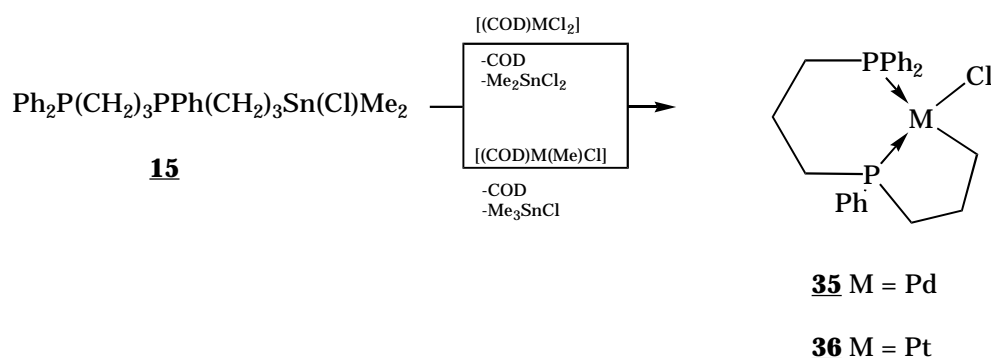 [(COD)MCl₂]
-COD
-Me₂SnCl₂
Ph₂P(CH₂)₃PPh(CH₂)₃Sn(Cl)Me₂
15
[(COD)M(Me)Cl]
-COD
-Me₃SnCl
PPh₂
Cl
M
P
Ph
35 M = Pd
36 M = Pt